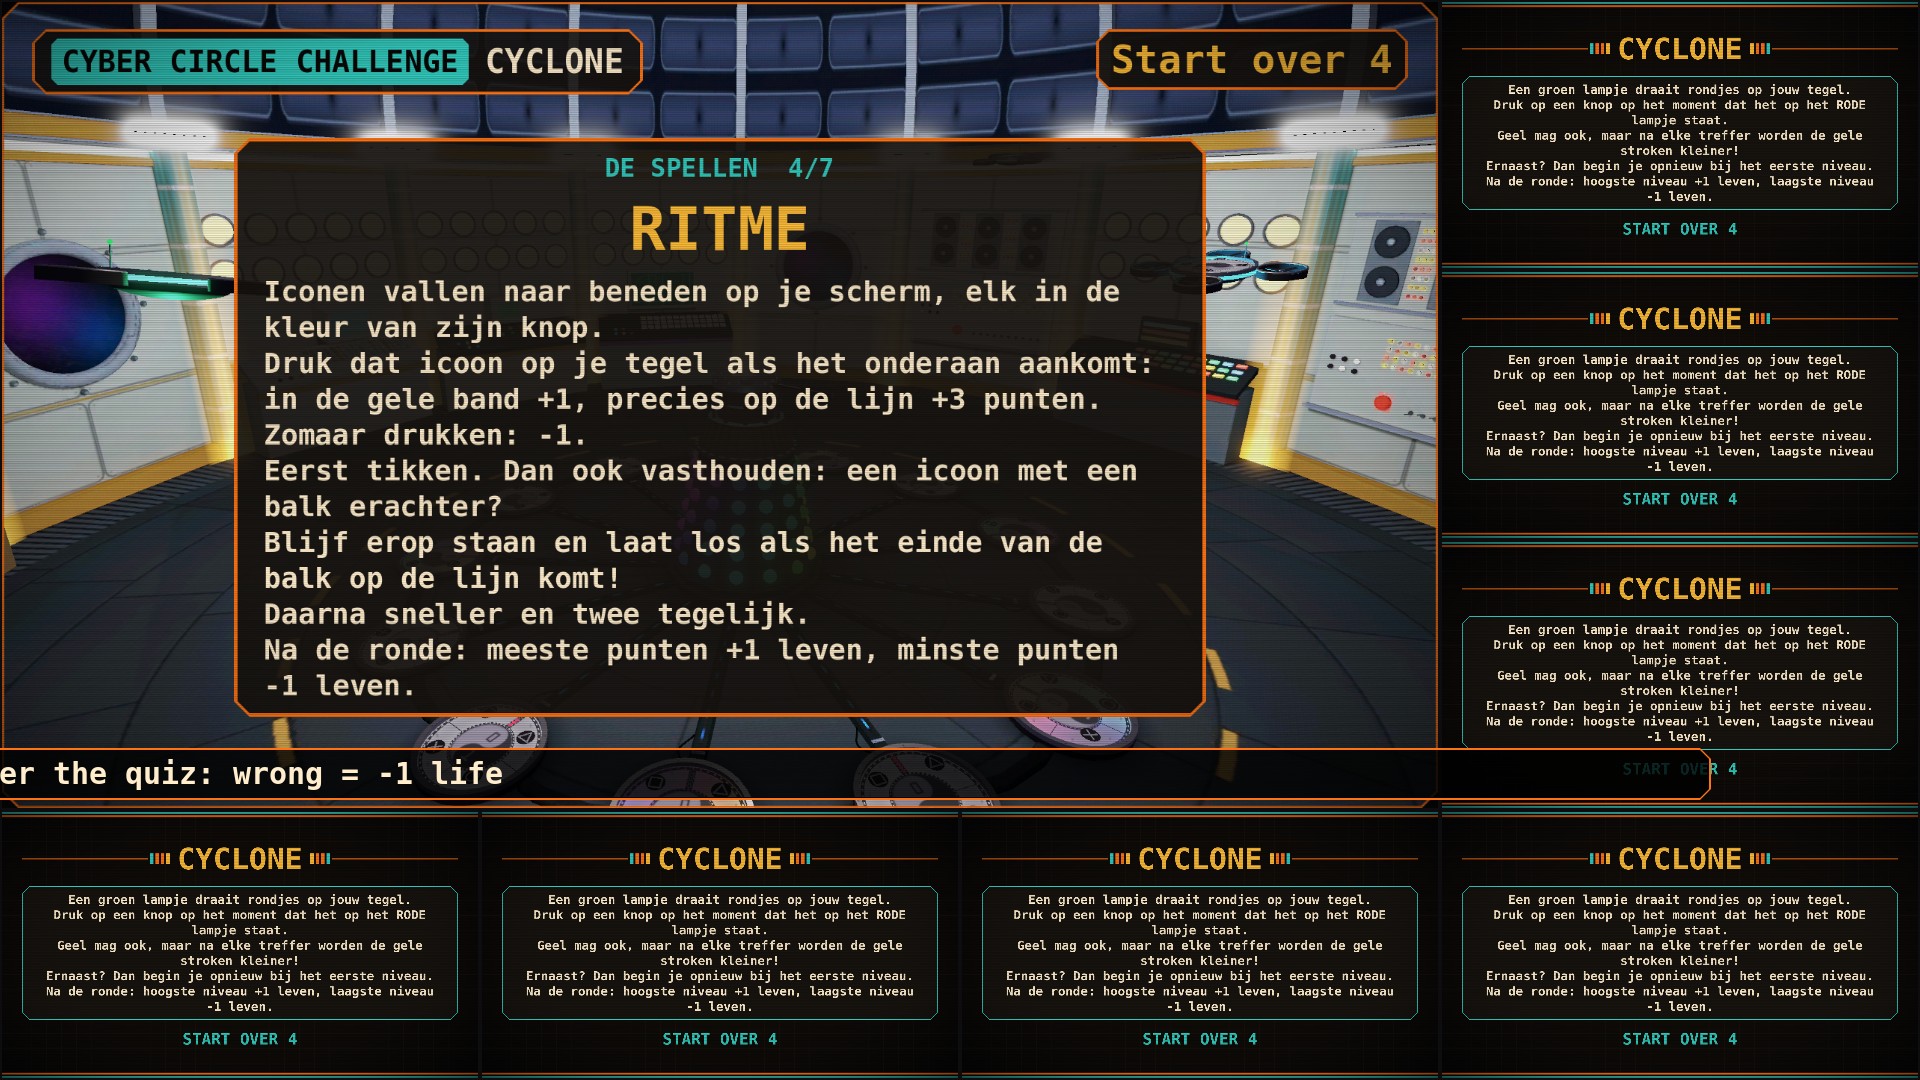 CYBER CIRCLE CHALLENGE CYCLONE
Start over 4
DE SPELLEN 4/7
RITME
Iconen vallen naar beneden op je scherm, elk in de
kleur van zijn knop.
Druk dat icoon op je tegel als het onderaan aankomt:
in de gele band +1, precies op de lijn +3 punten.
Zomaar drukken: -1.
Eerst tikken. Dan ook vasthouden: een icoon met een
balk erachter?
Blijf erop staan en laat los als het einde van de
balk op de lijn komt!
Daarna sneller en twee tegelijk.
Na de ronde: meeste punten +1 leven, minste punten
-1 leven.
er the quiz: wrong = -1 life
CYCLONE
Een groen lampje draait rondjes op jouw tegel.
Druk op een knop op het moment dat het op het RODE
lampje staat.
Geel mag ook, maar na elke treffer worden de gele
stroken kleiner!
Ernaast? Dan begin je opnieuw bij het eerste niveau.
Na de ronde: hoogste niveau +1 leven, laagste niveau
-1 leven.
START OVER 4
CYCLONE
Een groen lampje draait rondjes op jouw tegel.
Druk op een knop op het moment dat het op het RODE
lampje staat.
Geel mag ook, maar na elke treffer worden de gele
stroken kleiner!
Ernaast? Dan begin je opnieuw bij het eerste niveau.
Na de ronde: hoogste niveau +1 leven, laagste niveau
-1 leven.
START OVER 4
CYCLONE
Een groen lampje draait rondjes op jouw tegel.
Druk op een knop op het moment dat het op het RODE
lampje staat.
Geel mag ook, maar na elke treffer worden de gele
stroken kleiner!
Ernaast? Dan begin je opnieuw bij het eerste niveau.
Na de ronde: hoogste niveau +1 leven, laagste niveau
-1 leven.
START OVER 4
CYCLONE
Een groen lampje draait rondjes op jouw tegel.
Druk op een knop op het moment dat het op het RODE
lampje staat.
Geel mag ook, maar na elke treffer worden de gele
stroken kleiner!
Ernaast? Dan begin je opnieuw bij het eerste niveau.
Na de ronde: hoogste niveau +1 leven, laagste niveau
-1 leven.
START OVER 4
CYCLONE
Een groen lampje draait rondjes op jouw tegel.
Druk op een knop op het moment dat het op het RODE
lampje staat.
Geel mag ook, maar na elke treffer worden de gele
stroken kleiner!
Ernaast? Dan begin je opnieuw bij het eerste niveau.
Na de ronde: hoogste niveau +1 leven, laagste niveau
-1 leven.
START OVER 4
CYCLONE
Een groen lampje draait rondjes op jouw tegel.
Druk op een knop op het moment dat het op het RODE
lampje staat.
Geel mag ook, maar na elke treffer worden de gele
stroken kleiner!
Ernaast? Dan begin je opnieuw bij het eerste niveau.
Na de ronde: hoogste niveau +1 leven, laagste niveau
-1 leven.
START OVER 4
CYCLONE
Een groen lampje draait rondjes op jouw tegel.
Druk op een knop op het moment dat het op het RODE
lampje staat.
Geel mag ook, maar na elke treffer worden de gele
stroken kleiner!
Ernaast? Dan begin je opnieuw bij het eerste niveau.
Na de ronde: hoogste niveau +1 leven, laagste niveau
-1 leven.
START OVER 4